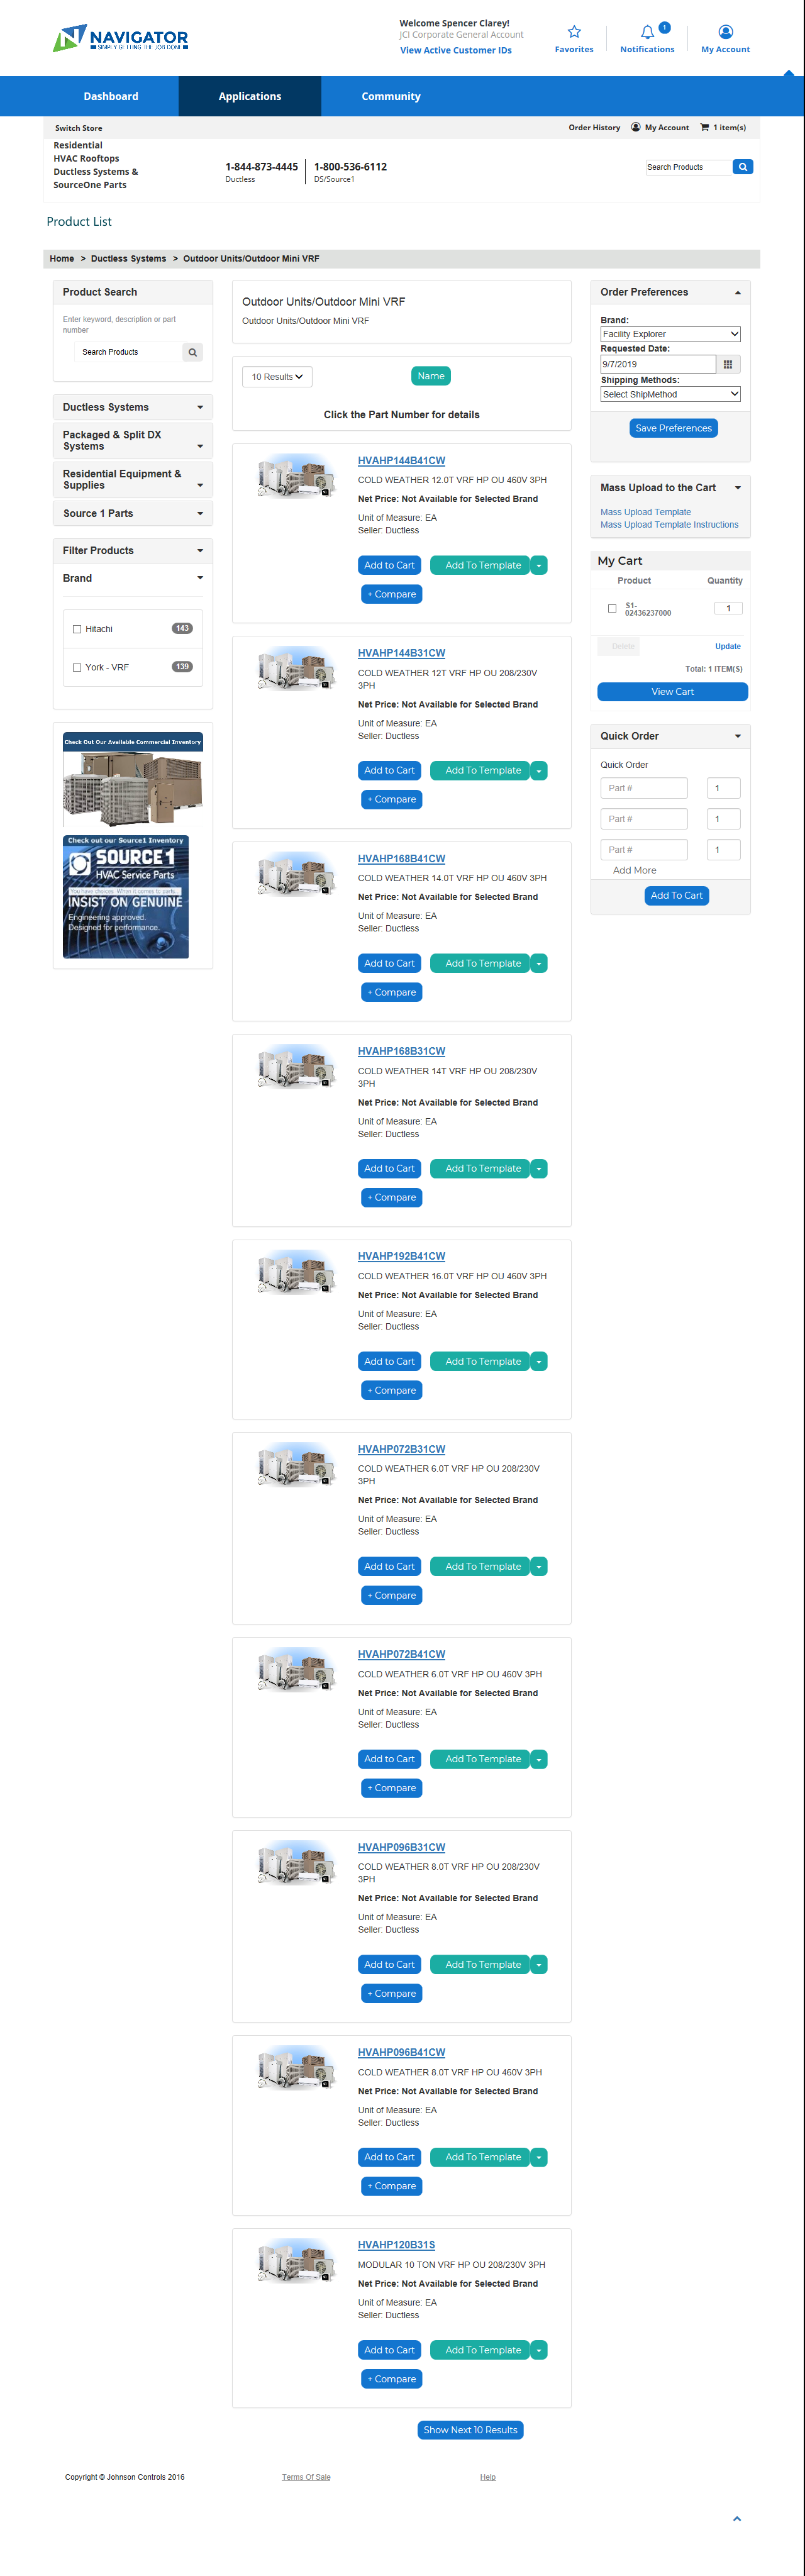 NAVIGATOR
SIMPLY GETTING THE JOB DONE
Welcome Spencer Clarey!
JCI Corporate General Account
View Active Customer IDs
Favorites
1
Notifications
My Account
Dashboard
Applications
Community
Switch Store
Order History
My Account
1 item(s)
Residential
HVAC Rooftops
Ductless Systems &
SourceOne Parts
1-844-873-4445
Ductless
1-800-536-6112
DS/Source1
Search Products
Product List
Home > Ductless Systems > Outdoor Units/Outdoor Mini VRF
Product Search
Enter keyword, description or part
number
Search Products
Ductless Systems
Packaged & Split DX
Systems
Residential Equipment &
Supplies
Source 1 Parts
Filter Products
Brand
Hitachi 143
York - VRF 139
Check Out Our Available Commercial Inventory
Check out our Source1 Inventory
SOURCE1
HVAC Service Parts
You have choices. When it comes to parts...
INSIST ON GENUINE
Engineering approved.
Designed for performance.
Outdoor Units/Outdoor Mini VRF
Outdoor Units/Outdoor Mini VRF
10 Results
Name
Click the Part Number for details
HVAHP144B41CW
COLD WEATHER 12.0T VRF HP OU 460V 3PH
Net Price: Not Available for Selected Brand
Unit of Measure: EA
Seller: Ductless
Add to Cart
Add To Template
+ Compare
HVAHP144B31CW
COLD WEATHER 12T VRF HP OU 208/230V
3PH
Net Price: Not Available for Selected Brand
Unit of Measure: EA
Seller: Ductless
Add to Cart
Add To Template
+ Compare
HVAHP168B41CW
COLD WEATHER 14.0T VRF HP OU 460V 3PH
Net Price: Not Available for Selected Brand
Unit of Measure: EA
Seller: Ductless
Add to Cart
Add To Template
+ Compare
HVAHP168B31CW
COLD WEATHER 14T VRF HP OU 208/230V
3PH
Net Price: Not Available for Selected Brand
Unit of Measure: EA
Seller: Ductless
Add to Cart
Add To Template
+ Compare
HVAHP192B41CW
COLD WEATHER 16.0T VRF HP OU 460V 3PH
Net Price: Not Available for Selected Brand
Unit of Measure: EA
Seller: Ductless
Add to Cart
Add To Template
+ Compare
HVAHP072B31CW
COLD WEATHER 6.0T VRF HP OU 208/230V
3PH
Net Price: Not Available for Selected Brand
Unit of Measure: EA
Seller: Ductless
Add to Cart
Add To Template
+ Compare
HVAHP072B41CW
COLD WEATHER 6.0T VRF HP OU 460V 3PH
Net Price: Not Available for Selected Brand
Unit of Measure: EA
Seller: Ductless
Add to Cart
Add To Template
+ Compare
HVAHP096B31CW
COLD WEATHER 8.0T VRF HP OU 208/230V
3PH
Net Price: Not Available for Selected Brand
Unit of Measure: EA
Seller: Ductless
Add to Cart
Add To Template
+ Compare
HVAHP096B41CW
COLD WEATHER 8.0T VRF HP OU 460V 3PH
Net Price: Not Available for Selected Brand
Unit of Measure: EA
Seller: Ductless
Add to Cart
Add To Template
+ Compare
HVAHP120B31S
MODULAR 10 TON VRF HP OU 208/230V 3PH
Net Price: Not Available for Selected Brand
Unit of Measure: EA
Seller: Ductless
Add to Cart
Add To Template
+ Compare
Show Next 10 Results
Order Preferences
Brand:
Facility Explorer
Requested Date:
9/7/2019
Shipping Methods:
Select ShipMethod
Save Preferences
Mass Upload to the Cart
Mass Upload Template
Mass Upload Template Instructions
My Cart
Product Quantity
S1-
02436237000
1
Delete
Update
Total: 1 ITEM(S)
View Cart
Quick Order
Quick Order
Part # 1
Part # 1
Part # 1
Add More
Add To Cart
Copyright © Johnson Controls 2016
Terms Of Sale
Help